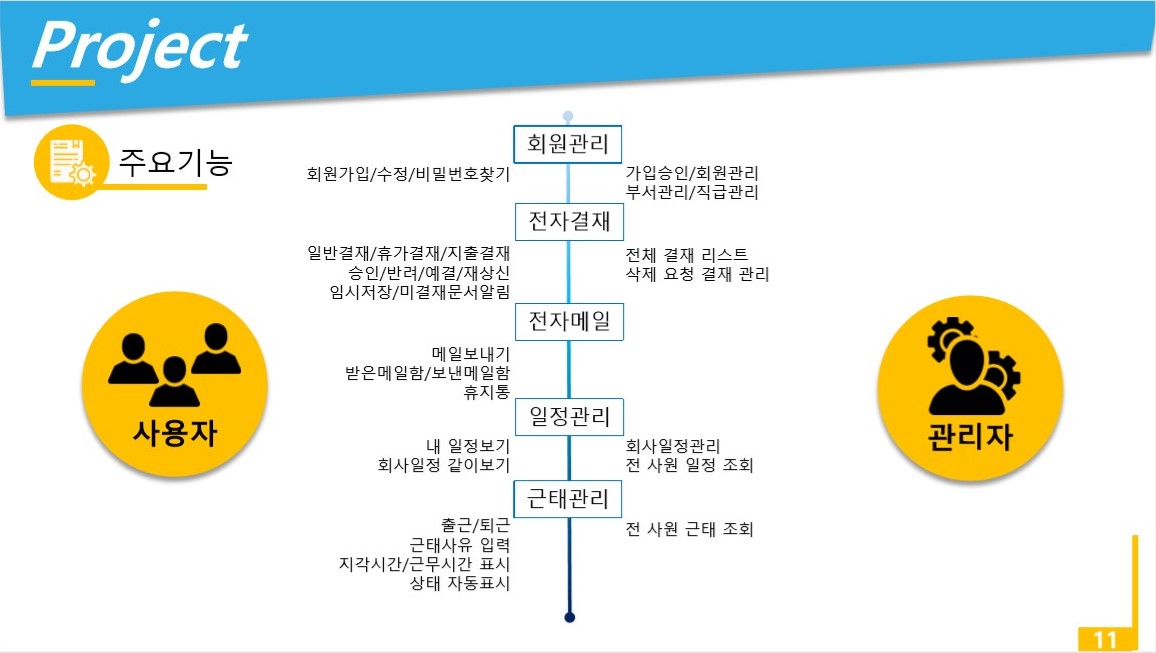 Project
주요기능
회원관리
회원가입/수정/비밀번호찾기
가입승인/회원관리
부서관리/직급관리
전자결재
일반결재/휴가결재/지출결재
승인/반려/예결/재상신
임시저장/미결재문서알림
전체 결재 리스트
삭제 요청 결재 관리
전자메일
메일보내기
받은메일함/보낸메일함
휴지통
일정관리
내 일정보기
회사일정 같이보기
회사일정관리
전 사원 일정 조회
근태관리
출근/퇴근
근태사유 입력
지각시간/근무시간 표시
상태 자동표시
전 사원 근태 조회
사용자
관리자
11